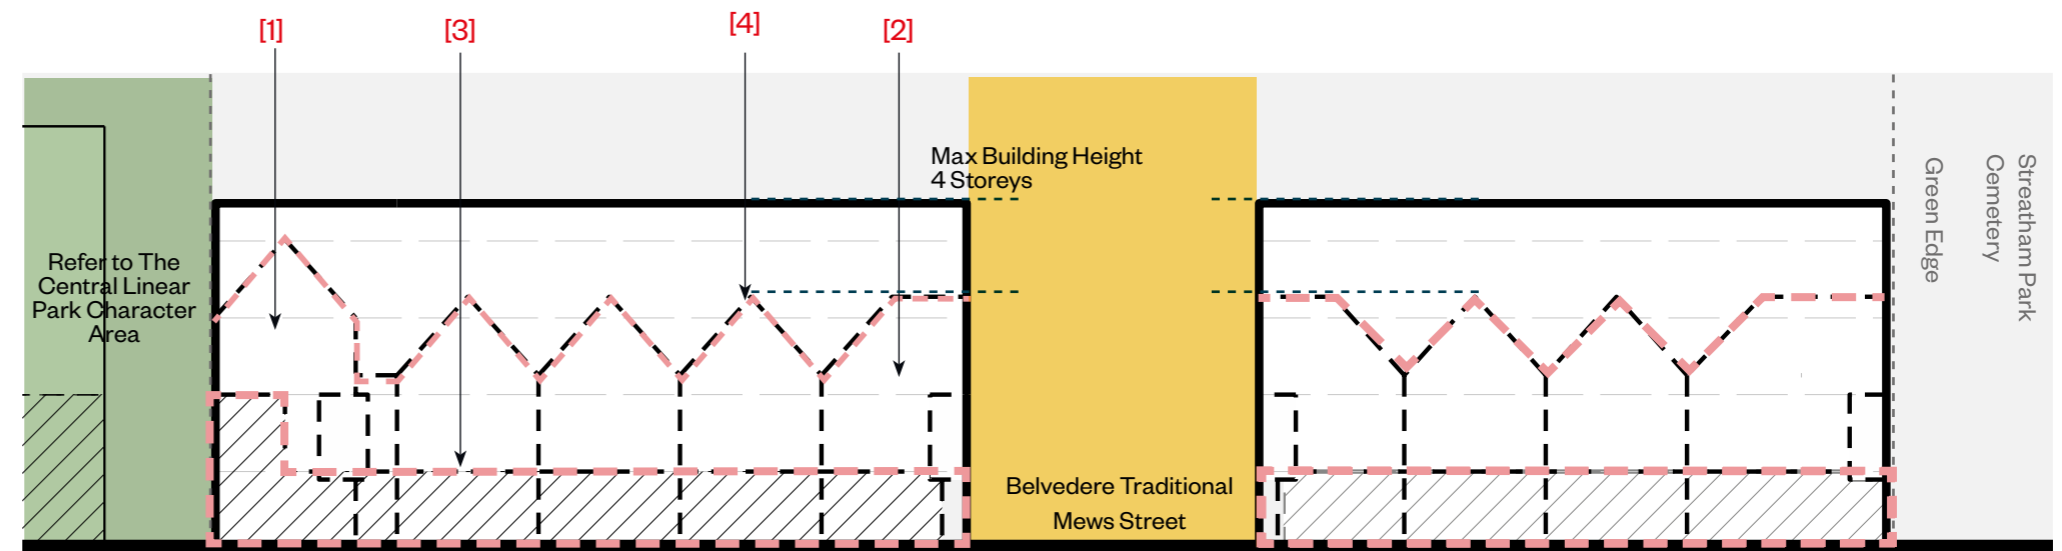 [1]
[3]
[4]
[2]
Max Building Height
4 Storeys
Refer to The
Central Linear
Park Character
Area
Belvedere Traditional
Mews Street
Green Edge
Streatham Park
Cemetery